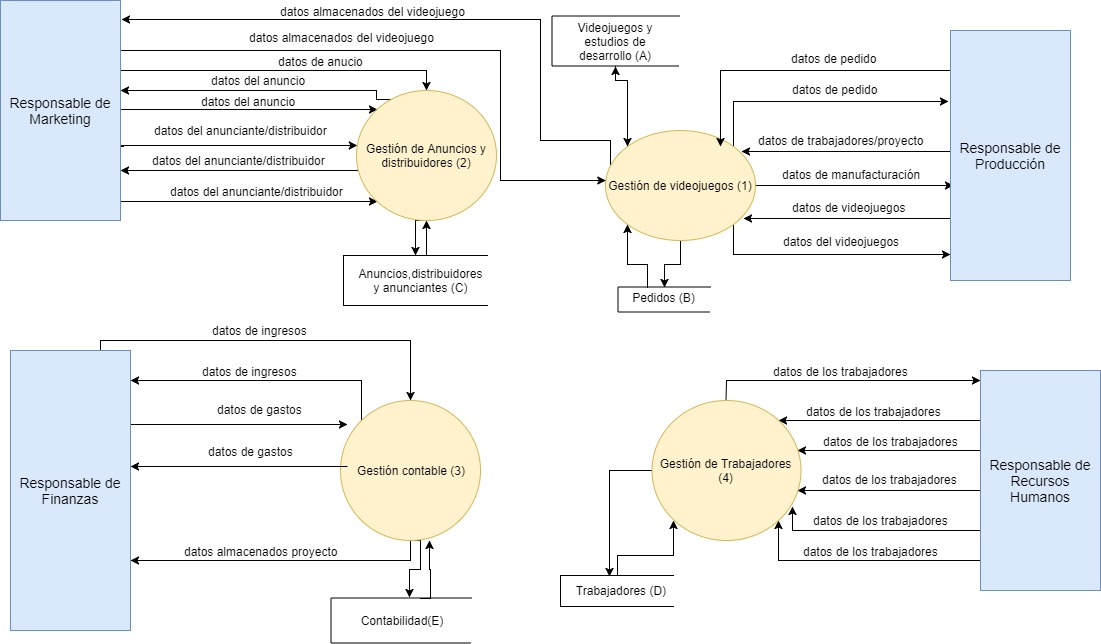 datos almacenados del videojuego
datos almacenados del videojuego
datos de anucio
datos del anuncio
datos del anuncio
datos del anunciante/distribuidor
datos del anunciante/distribuidor
datos del anunciante/distribuidor
Responsable de
Marketing
Gestión de Anuncios y
distribuidores (2)
Anuncios,distribuidores
y anunciantes (C)
Videojuegos y
estudios de
desarrollo (A)
Gestión de videojuegos (1)
Pedidos (B)
datos de pedido
datos de pedido
datos de trabajadores/proyecto
datos de manufacturación
datos de videojuegos
datos del videojuegos
Responsable de
Producción
datos de ingresos
datos de ingresos
datos de gastos
datos de gastos
datos almacenados proyecto
Responsable de
Finanzas
Gestión contable (3)
Contabilidad(E)
datos de los trabajadores
datos de los trabajadores
datos de los trabajadores
datos de los trabajadores
datos de los trabajadores
datos de los trabajadores
Gestión de Trabajadores
(4)
Trabajadores (D)
Responsable de
Recursos
Humanos